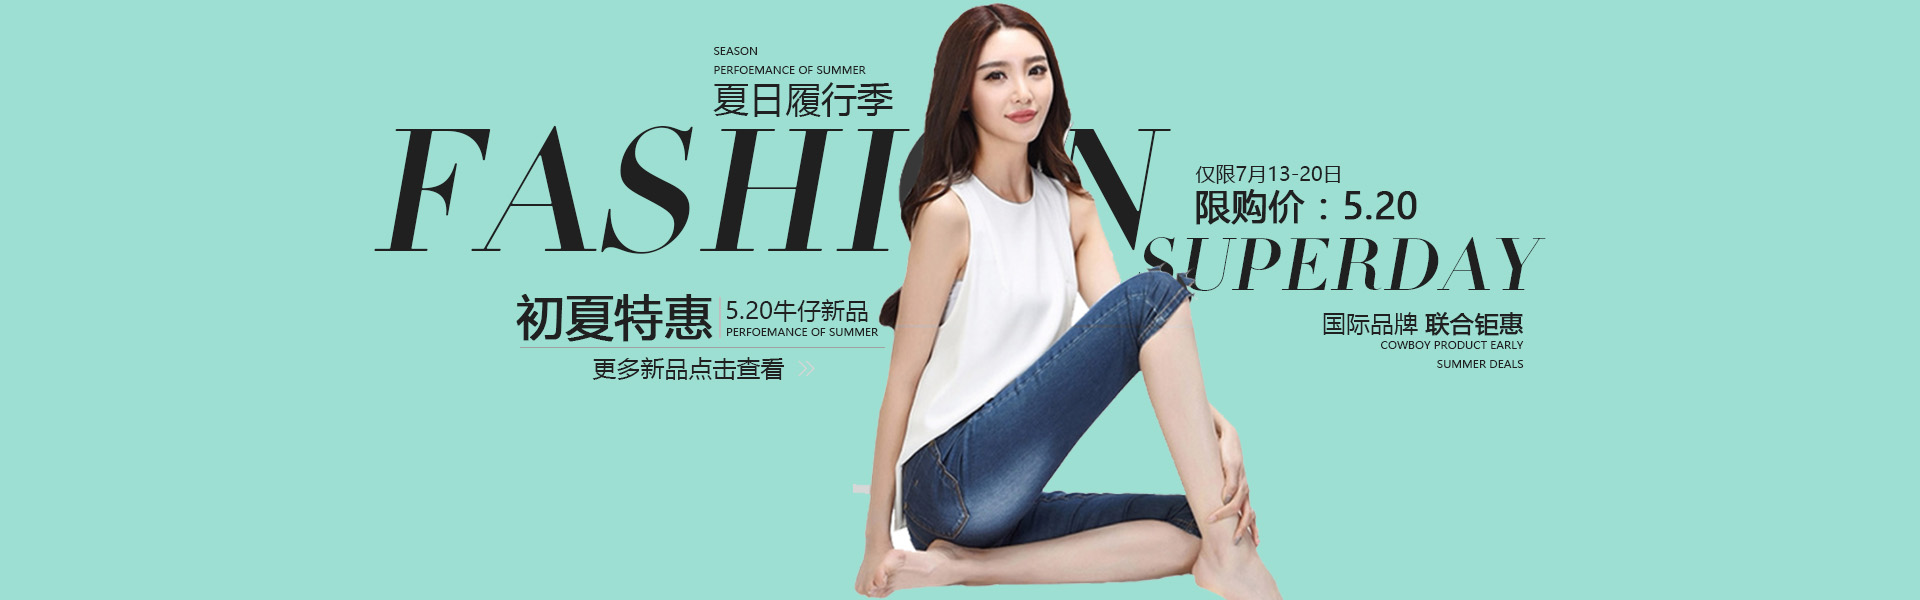 SEASON
PERFOEMANCE OF SUMMER
夏日履行季
FASHION
仅限7月13-20日
限购价：5.20
SUPERDAY
初夏特惠
5.20牛仔新品
PERFOEMANCE OF SUMMER
更多新品点击查看
国际品牌 联合钜惠
COWBOY PRODUCT EARLY
SUMMER DEALS